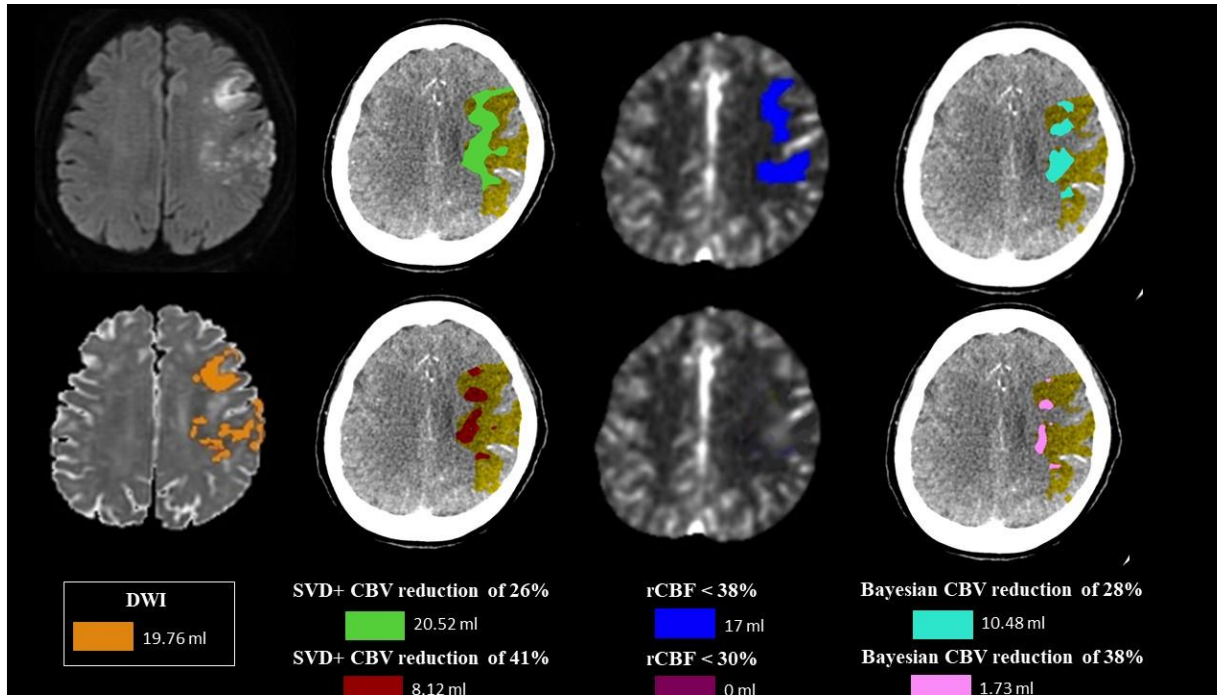 DWI
19.76 ml
SVD+ CBV reduction of 26%
20.52 ml
SVD+ CBV reduction of 41%
8.12 ml
rCBF < 38%
17 ml
rCBF < 30%
0 ml
Bayesian CBV reduction of 28%
10.48 ml
Bayesian CBV reduction of 38%
1.73 ml